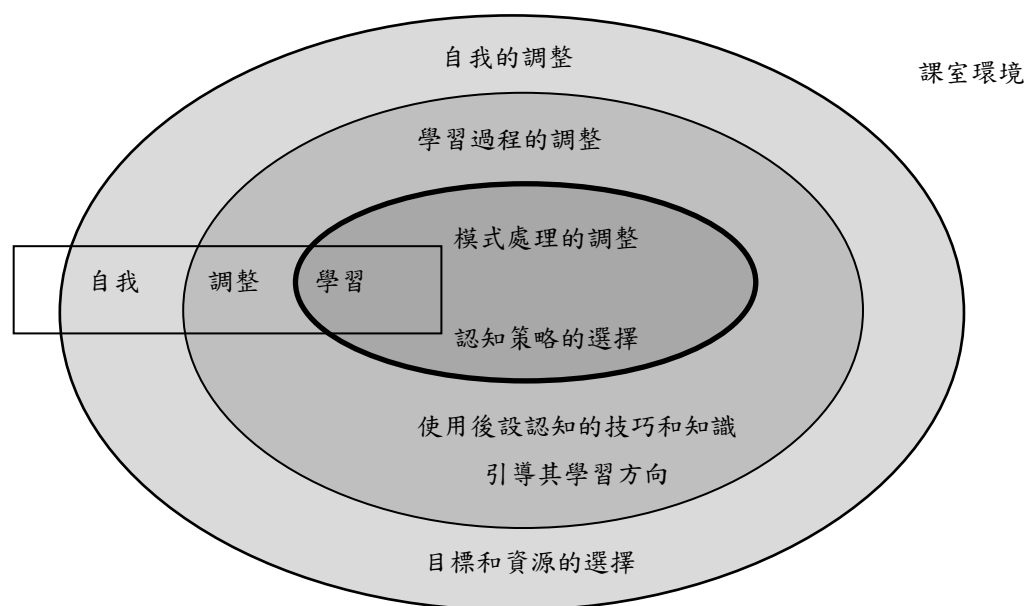 自我的調整
課室環境
學習過程的調整
模式處理的調整
自我 調整 學習
認知策略的選擇
使用後設認知的技巧和知識
引導其學習方向
目標和資源的選擇